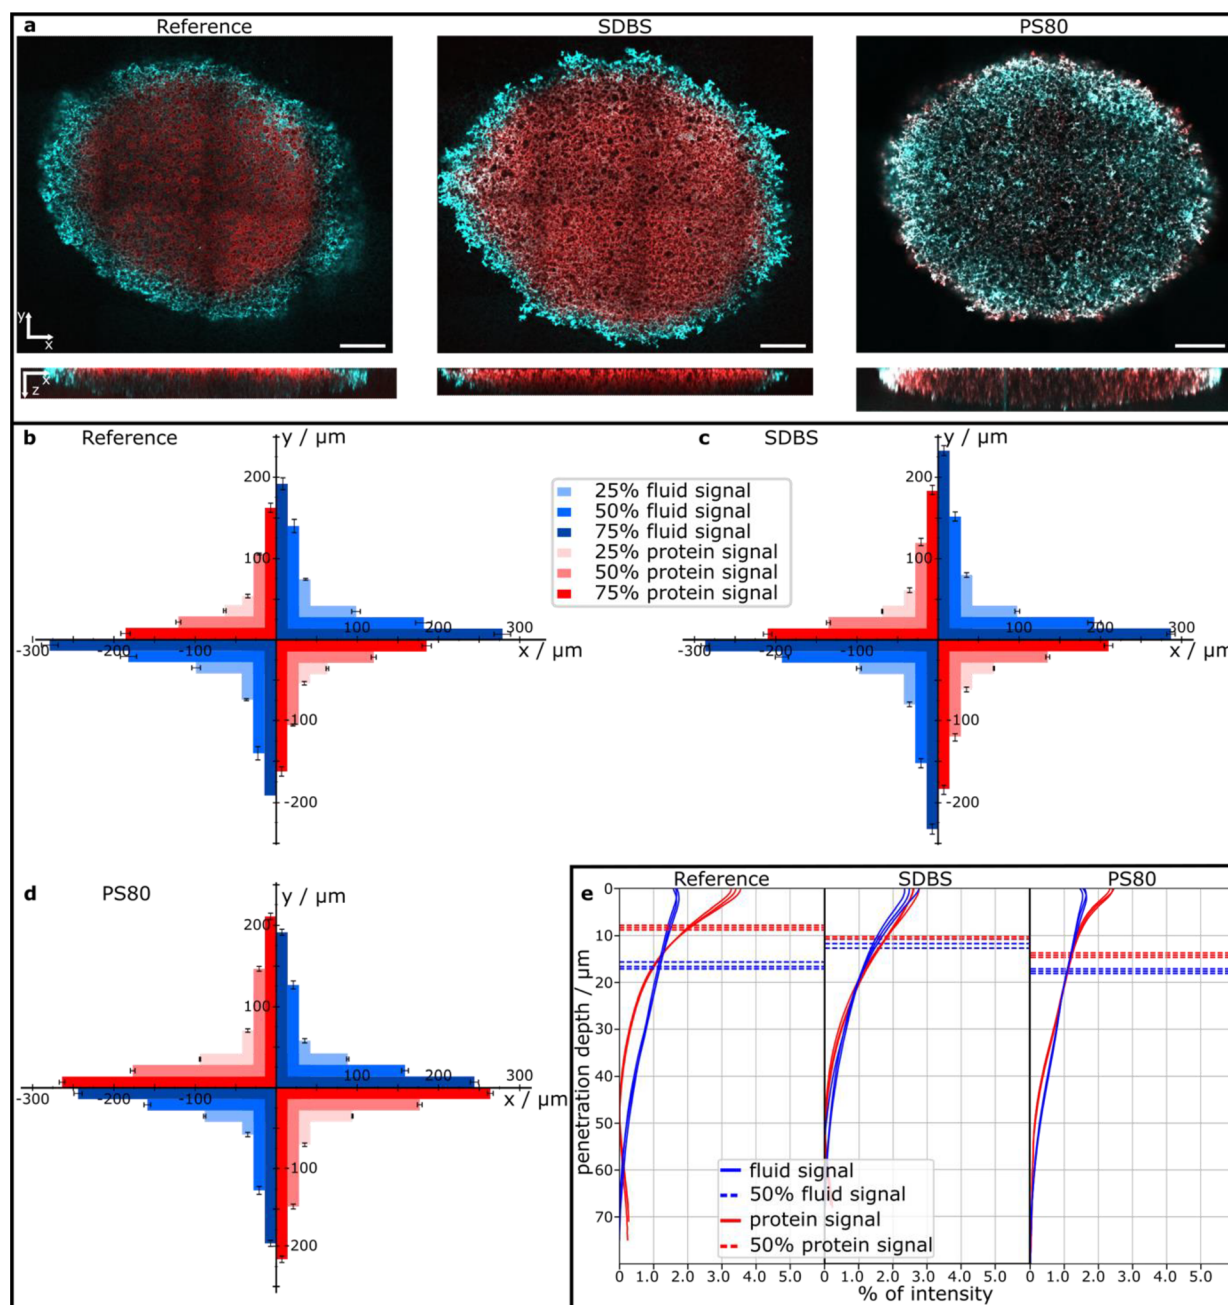 a Reference SDBS PS80
y
x
x
z
b Reference y / µm c SDBS y / µm
200 200
25% fluid signal
50% fluid signal
75% fluid signal
25% protein signal
50% protein signal
75% protein signal
100 100
-300 -200 -100 100 200 300 -300 -200 -100 100 200 300
x / µm x / µm
-100 -100
-200 -200
d PS80 y / µm
200
100
-300 -200 -100 100 200 300
x / µm
-100
-200
e Reference SDBS PS80
penetration depth / µm
0
10
20
30
40
50
60
70
fluid signal
50% fluid signal
protein signal
50% protein signal
0 1.0 2.0 3.0 4.0 5.0 0 1.0 2.0 3.0 4.0 5.0 0 1.0 2.0 3.0 4.0 5.0
% of intensity